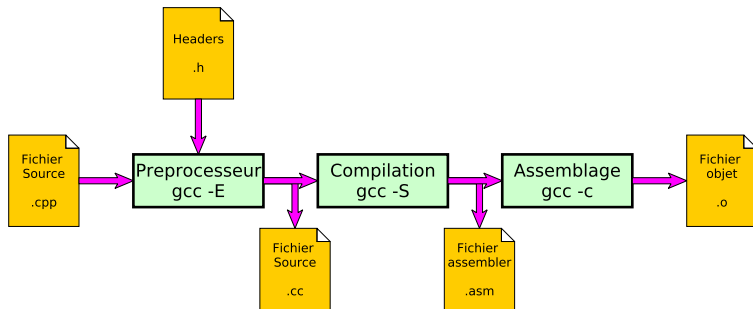 Headers
.h
Fichier
Source
.cpp
Preprocesseur
gcc -E
Compilation
gcc -S
Assemblage
gcc -c
Fichier
objet
.o
Fichier
Source
.cc
Fichier
assembler
.asm